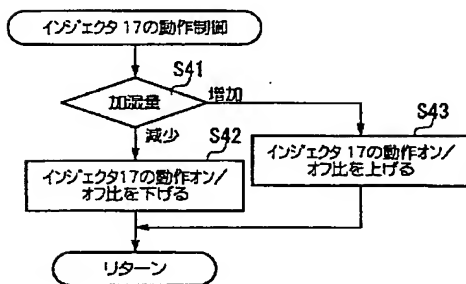 インジェクタ17の動作制御
S41
加湿量
増加
減少
S42
S43
インジェクタ17の動作オン/
オフ比を下げる
インジェクタ17の動作オン/
オフ比を上げる
リターン